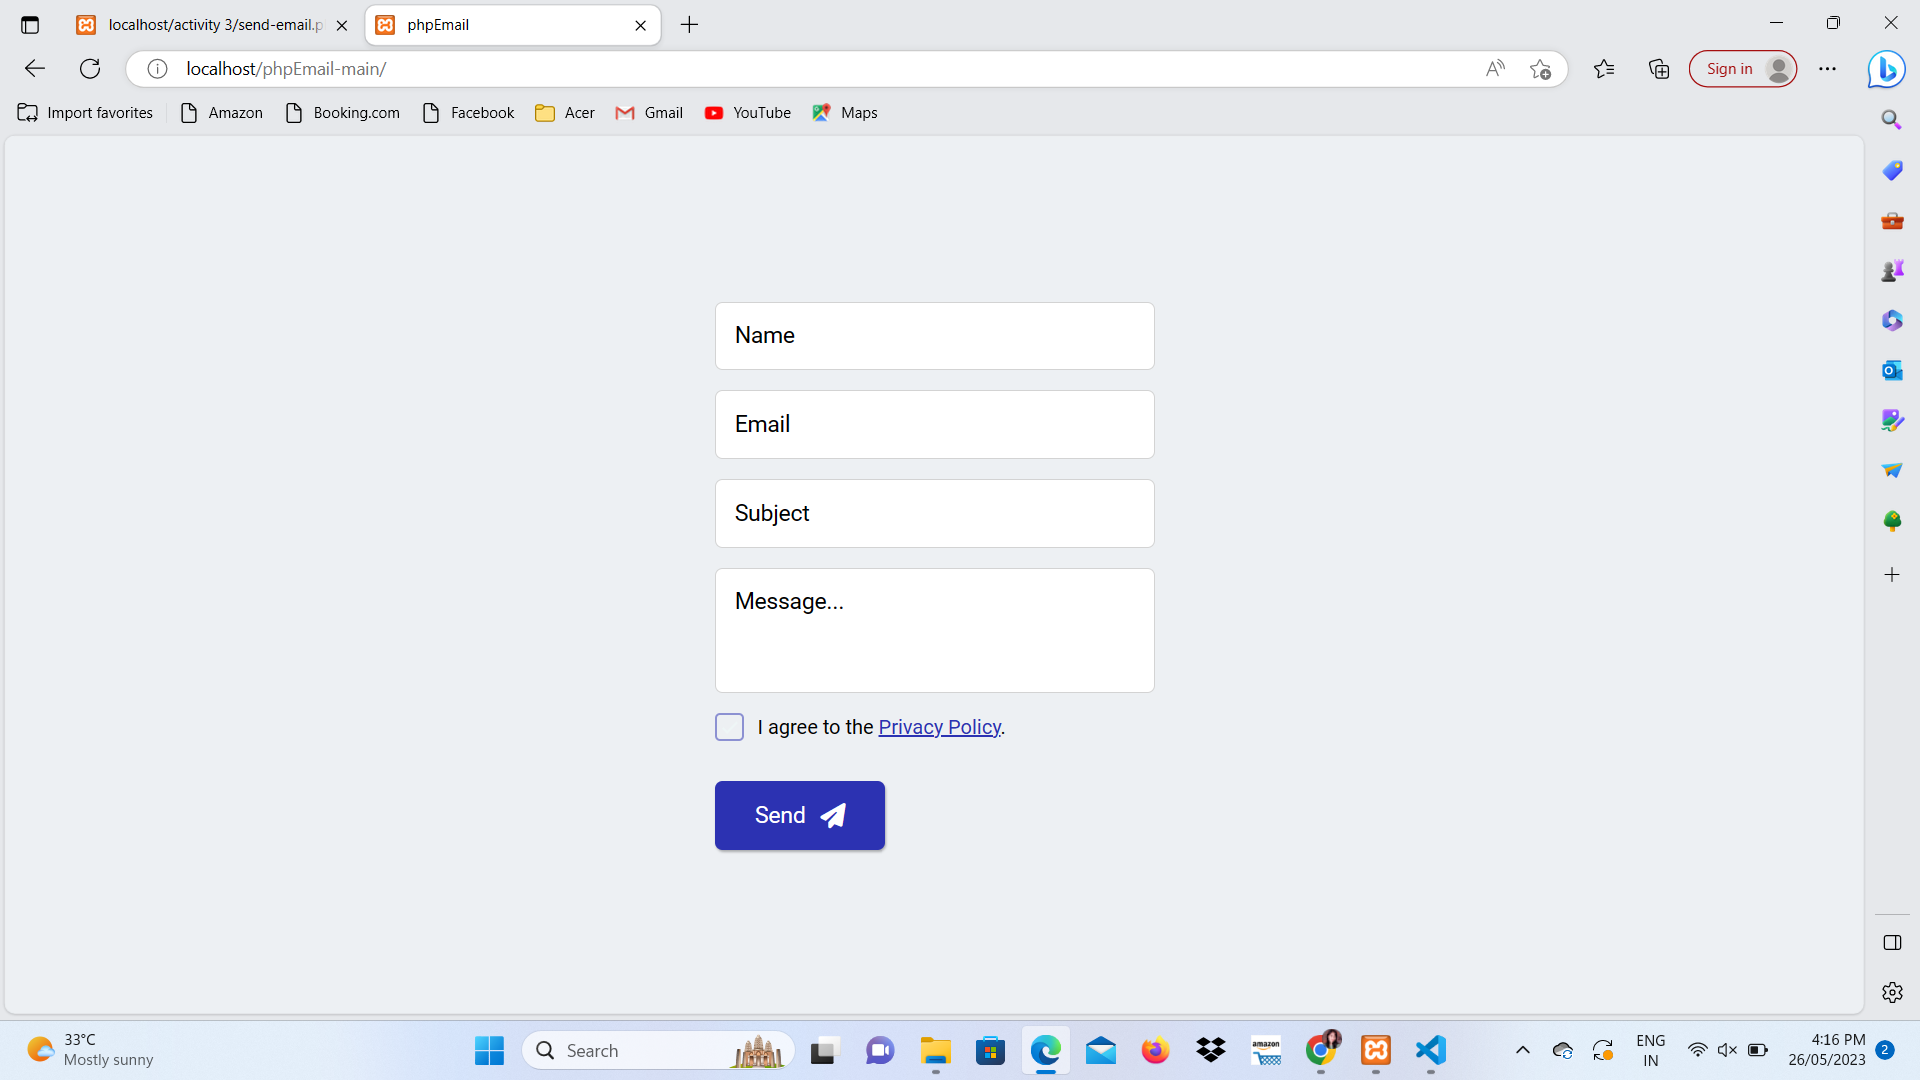 localhost/activity 3/send-email.p
phpEmail
localhost/phpEmail-main/
Sign in
Import favorites
Amazon
Booking.com
Facebook
Acer
Gmail
YouTube
Maps
Name
Email
Subject
Message...
I agree to the Privacy Policy.
Send
33°C
Mostly sunny
Search
amazon
ENG
IN
4:16 PM
26/05/2023
2